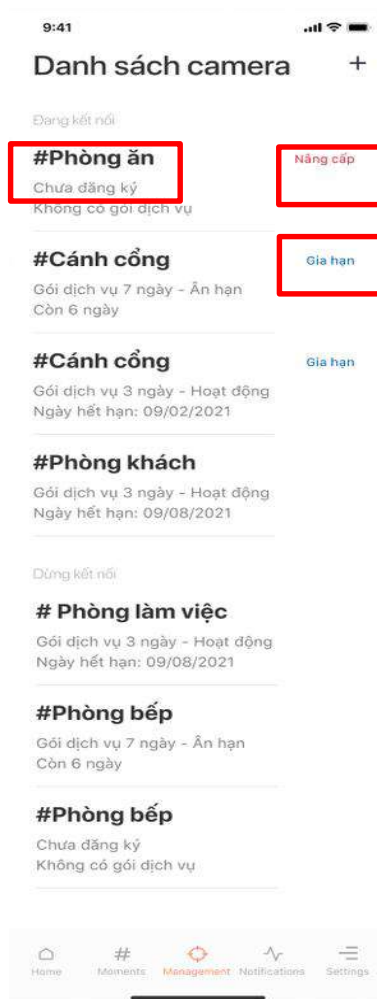 9:41
Danh sách camera +
Đang kết nối
#Phòng ăn Nâng cấp
Chưa đăng ký
Không có gói dịch vụ
#Cánh cổng Gia hạn
Gói dịch vụ 7 ngày - Ân hạn
Còn 6 ngày
#Cánh cổng Gia hạn
Gói dịch vụ 3 ngày - Hoạt động
Ngày hết hạn: 09/02/2021
#Phòng khách
Gói dịch vụ 3 ngày - Hoạt động
Ngày hết hạn: 09/08/2021
Dừng kết nối
# Phòng làm việc
Gói dịch vụ 3 ngày - Hoạt động
Ngày hết hạn: 09/08/2021
#Phòng bếp
Gói dịch vụ 7 ngày - Ân hạn
Còn 6 ngày
#Phòng bếp
Chưa đăng ký
Không có gói dịch vụ
Home Moments Management Notifications Settings